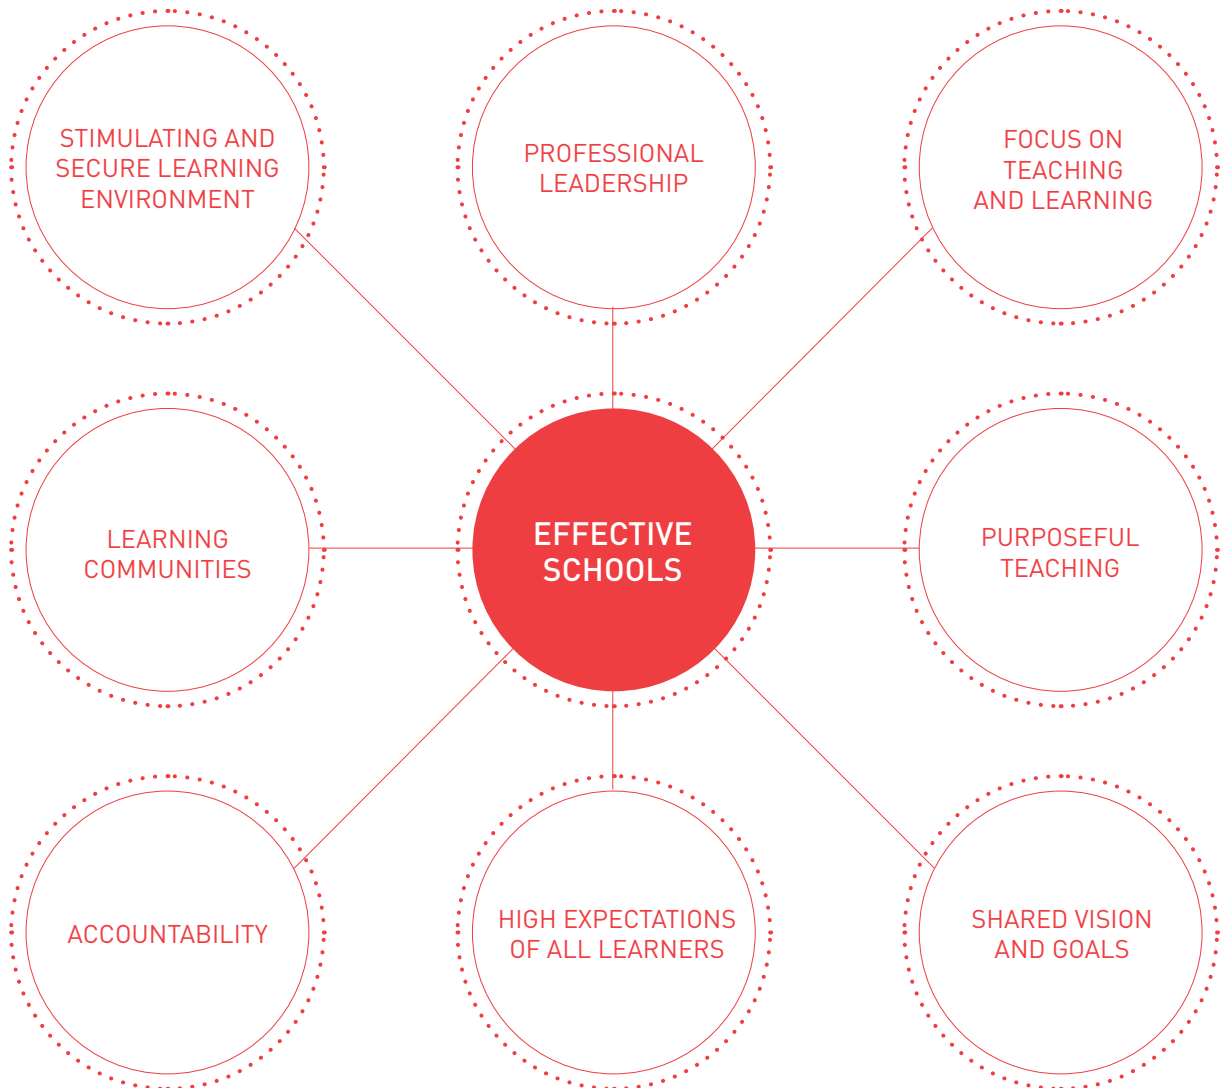 STIMULATING AND
SECURE LEARNING
ENVIRONMENT
PROFESSIONAL
LEADERSHIP
FOCUS ON
TEACHING
AND LEARNING
LEARNING
COMMUNITIES
EFFECTIVE
SCHOOLS
PURPOSEFUL
TEACHING
ACCOUNTABILITY
HIGH EXPECTATIONS
OF ALL LEARNERS
SHARED VISION
AND GOALS